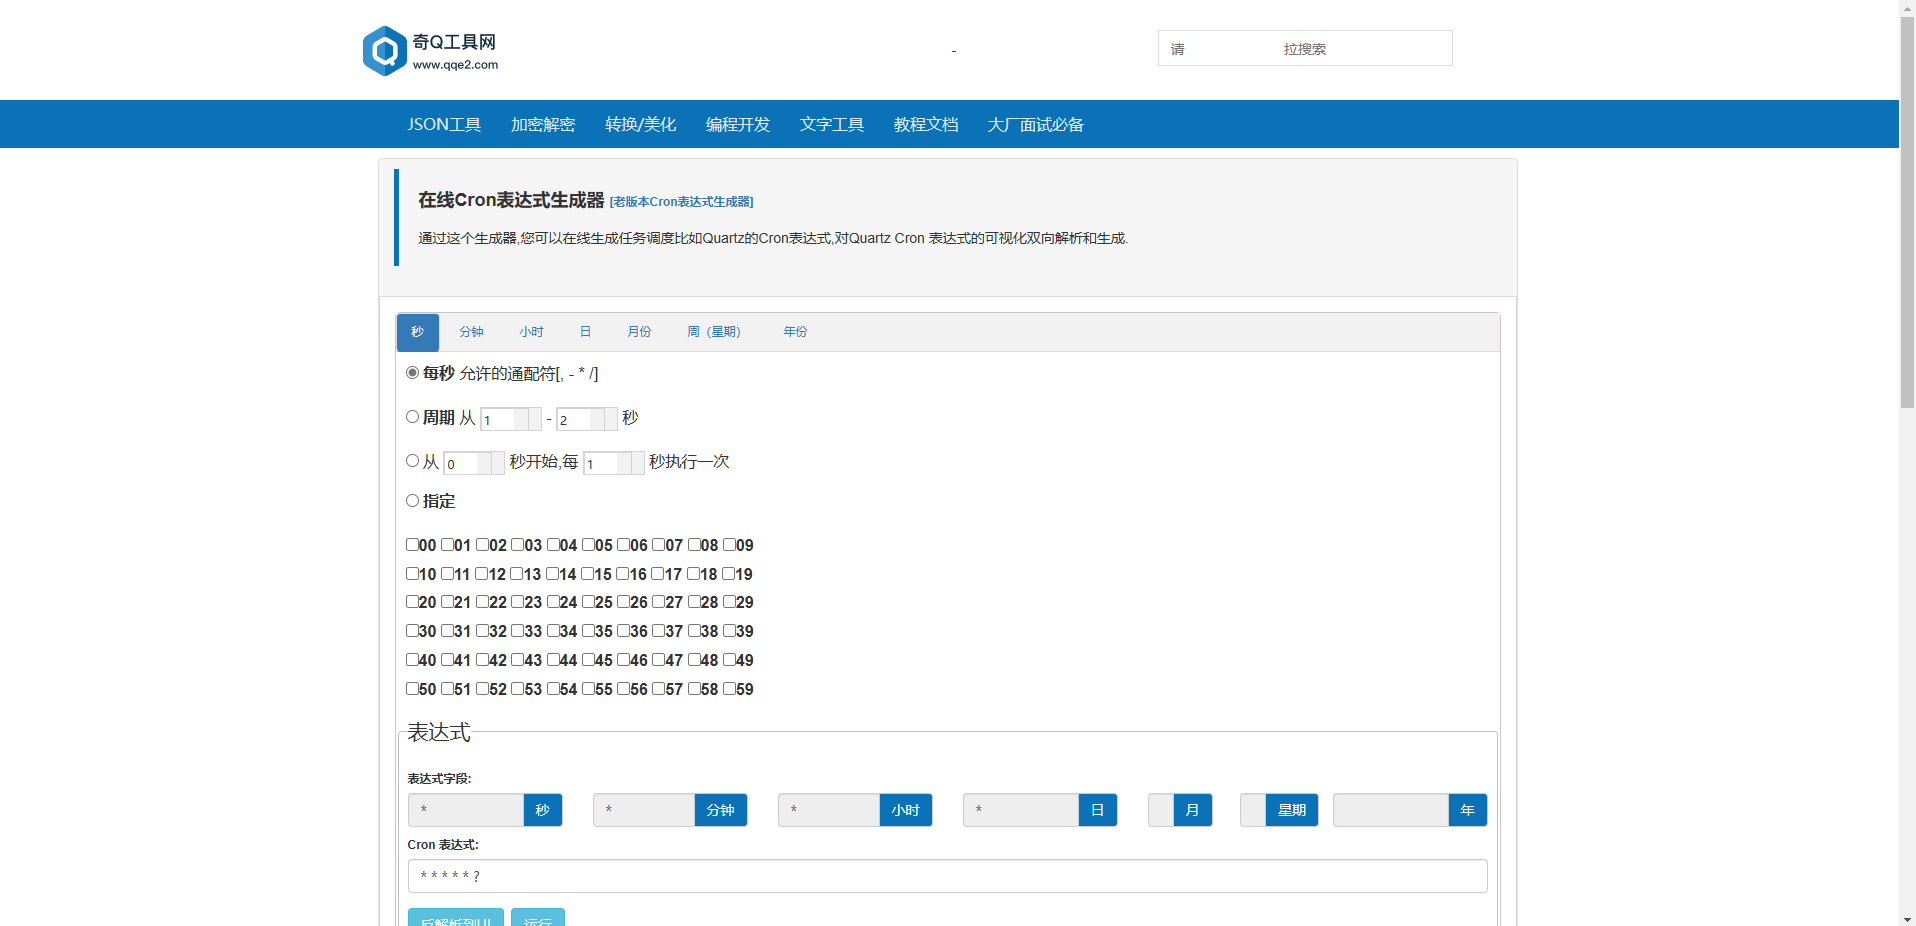 奇Q工具网
www.qqe2.com
-
请 拉搜索
JSON工具 加密解密 转换/美化 编程开发 文字工具 教程文档 大厂面试必备
在线Cron表达式生成器 [老版本Cron表达式生成器]
通过这个生成器,您可以在线生成任务调度比如Quartz的Cron表达式,对Quartz Cron 表达式的可视化双向解析和生成.
秒 分钟 小时 日 月份 周（星期） 年份
每秒 允许的通配符[, - * /]
周期 从 1 - 2 秒
从 0 秒开始,每 1 秒执行一次
指定
00 01 02 03 04 05 06 07 08 09
10 11 12 13 14 15 16 17 18 19
20 21 22 23 24 25 26 27 28 29
30 31 32 33 34 35 36 37 38 39
40 41 42 43 44 45 46 47 48 49
50 51 52 53 54 55 56 57 58 59
表达式
表达式字段:
* 秒 * 分钟 * 小时 * 日 月 星期 年
Cron 表达式:
* * * * * ?
反解析到UI 运行